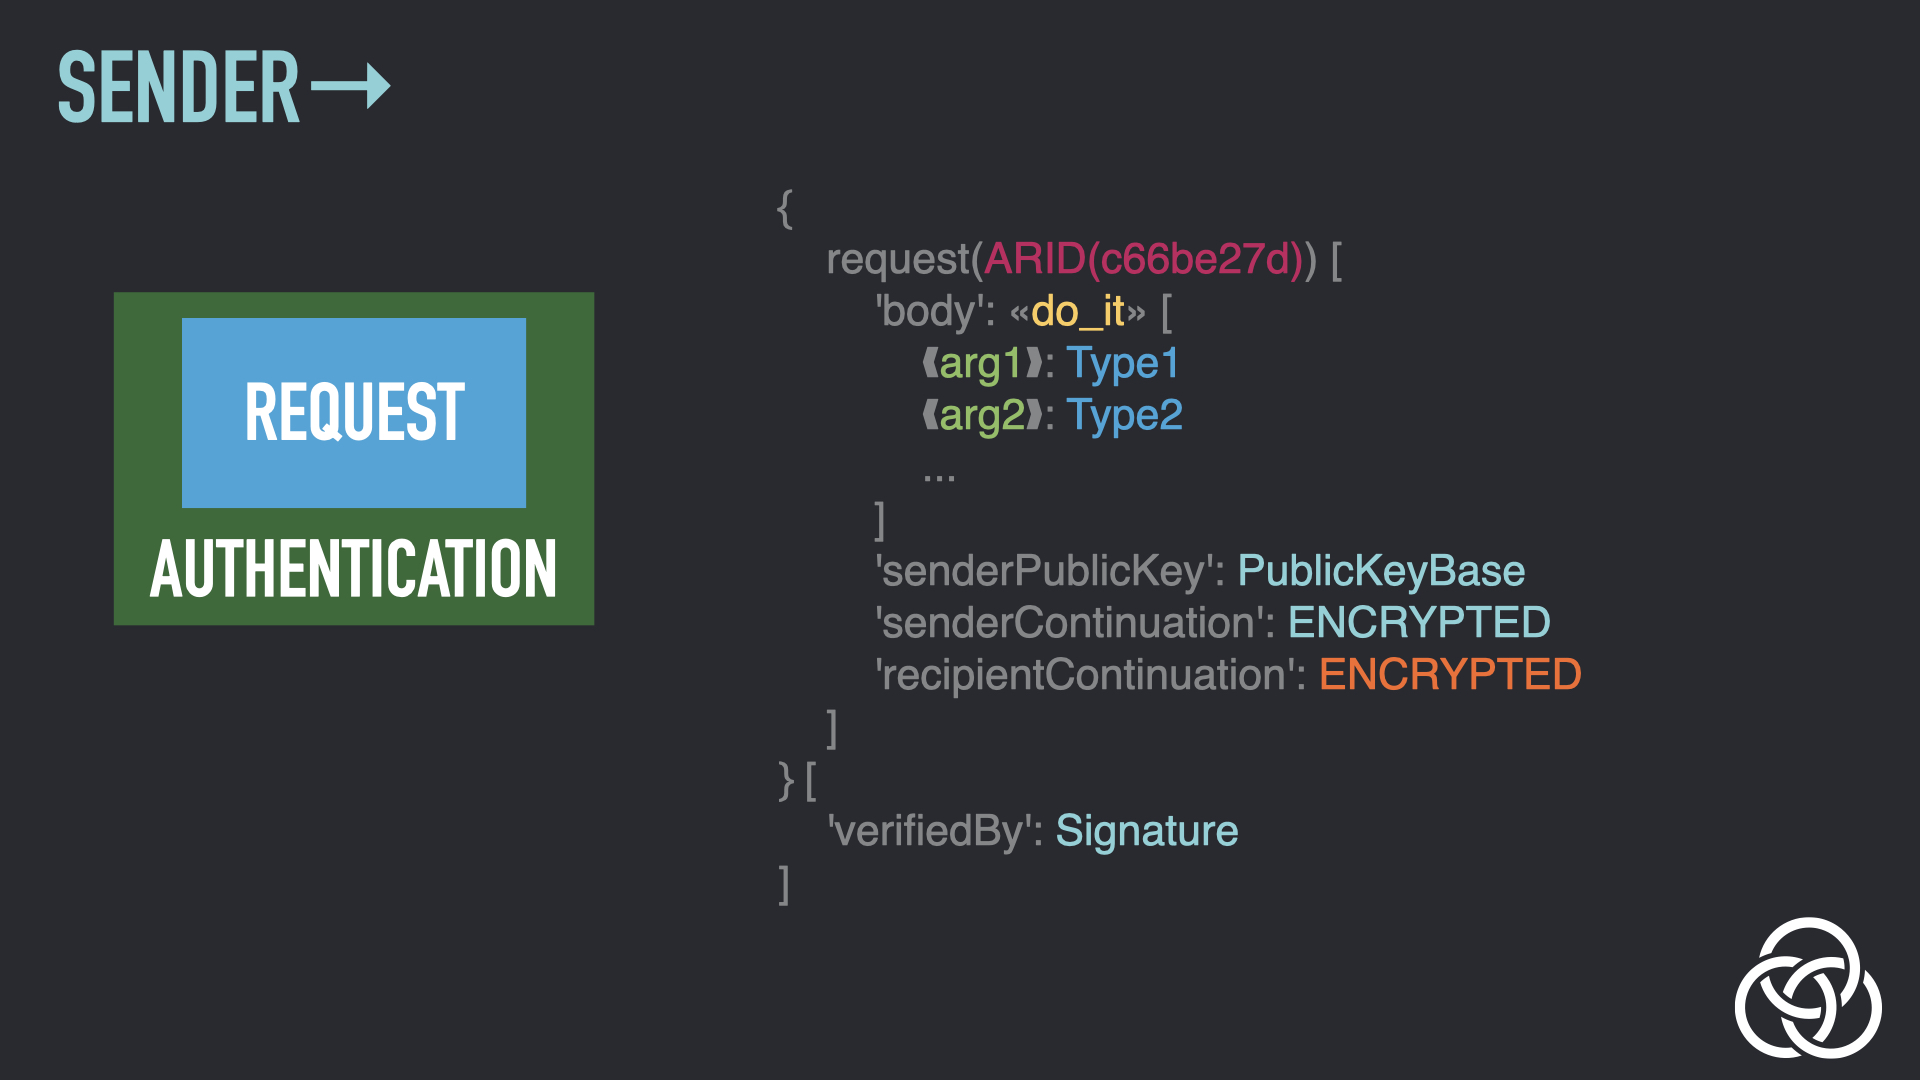 SENDER→
REQUEST
AUTHENTICATION
{
request(ARID(c66be27d)) [
'body': «do_it» [
❰arg1❱: Type1
❰arg2❱: Type2
...
]
'senderPublicKey': PublicKeyBase
'senderContinuation': ENCRYPTED
'recipientContinuation': ENCRYPTED
]
} [
'verifiedBy': Signature
]